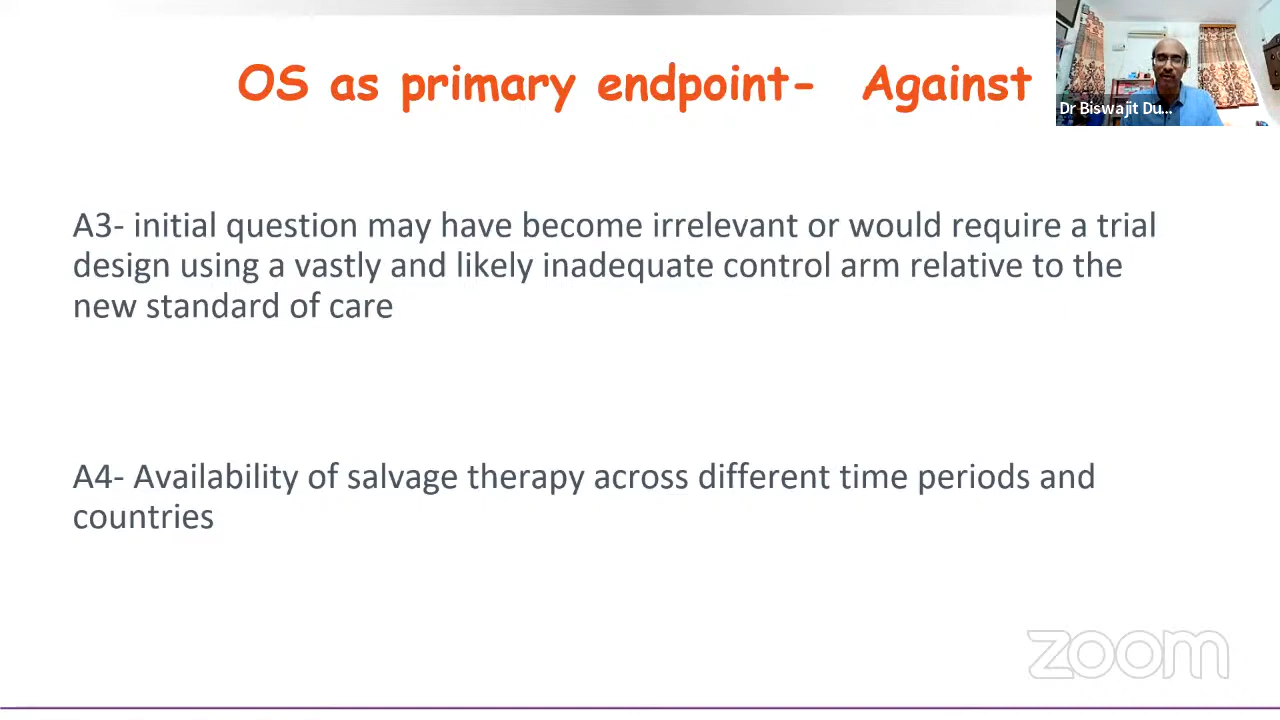 OS as primary endpoint-  Against
Dr Biswajit Du...
A3- initial question may have become irrelevant or would require a trial
design using a vastly and likely inadequate control arm relative to the
new standard of care
A4- Availability of salvage therapy across different time periods and
countries
zoom